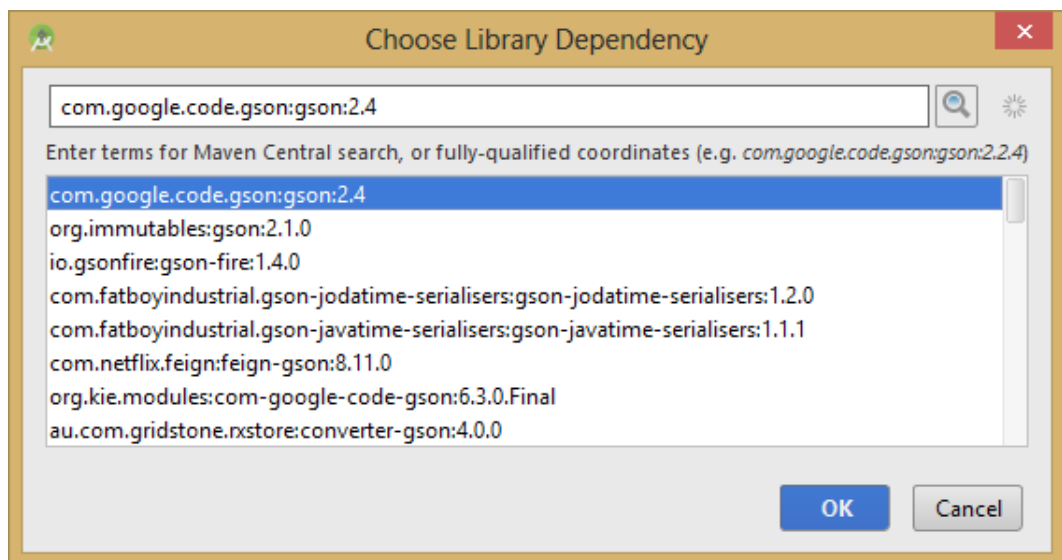 Choose Library Dependency
com.google.code.gson:gson:2.4
Enter terms for Maven Central search, or fully-qualified coordinates (e.g. com.google.code.gson:gson:2.2.4)
com.google.code.gson:gson:2.4
org.immutables:gson:2.1.0
io.gsonfire:gson-fire:1.4.0
com.fatboyindustrial.gson-jodatime-serialisers:gson-jodatime-serialisers:1.2.0
com.fatboyindustrial.gson-javatime-serialisers:gson-javatime-serialisers:1.1.1
com.netflix.feign:feign-gson:8.11.0
org.kie.modules:com-google-code-gson:6.3.0.Final
au.com.gridstone.rxstore:converter-gson:4.0.0
OK Cancel